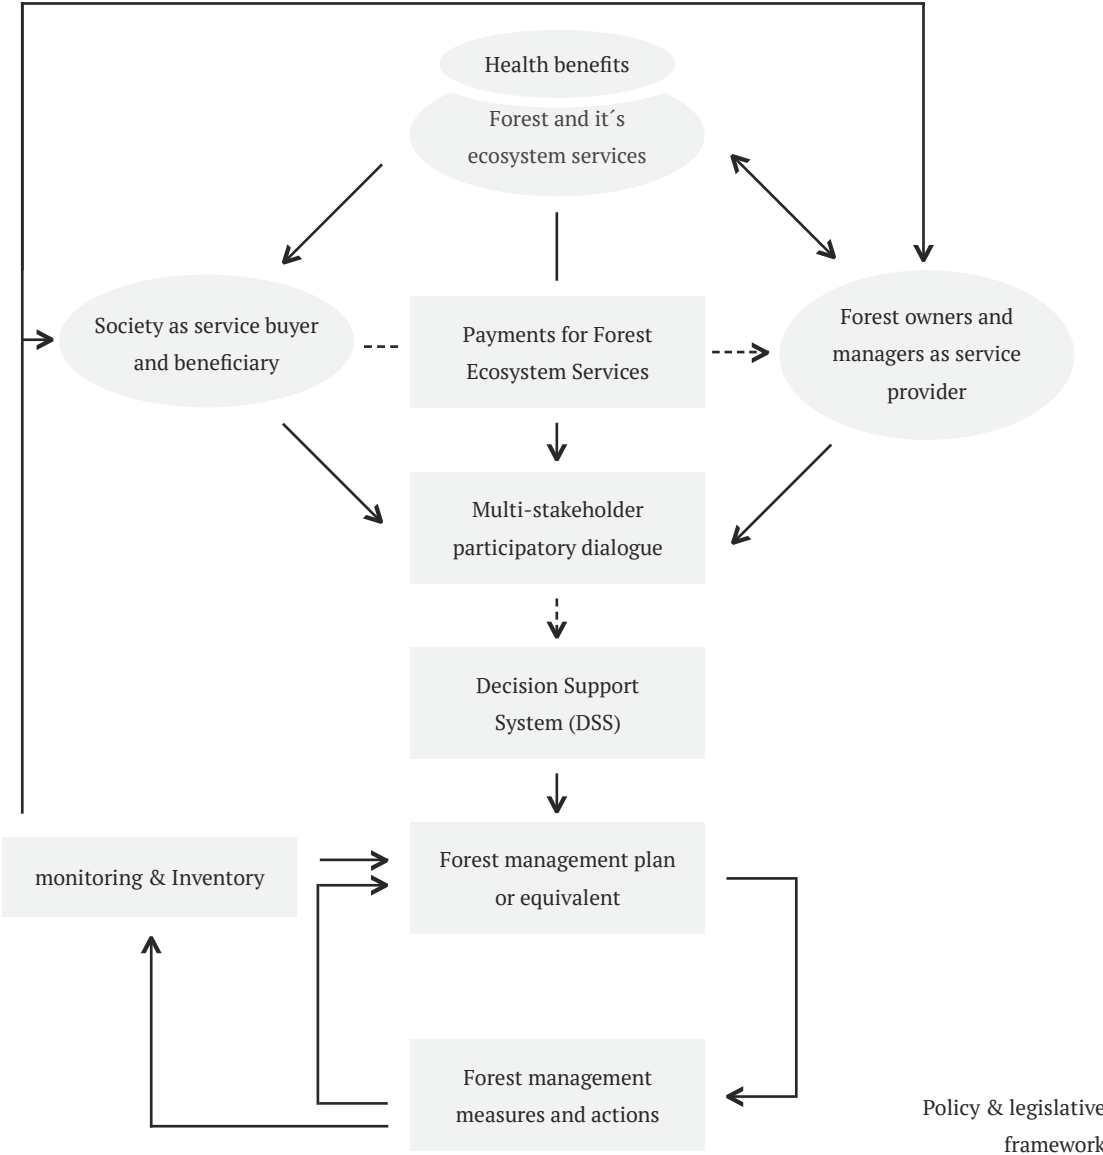 Health benefits
Forest and it´s
ecosystem services
Society as service buyer
and beneficiary
Payments for Forest
Ecosystem Services
Forest owners and
managers as service
provider
Multi-stakeholder
participatory dialogue
Decision Support
System (DSS)
monitoring & Inventory
Forest management plan
or equivalent
Forest management
measures and actions
Policy & legislative
framework